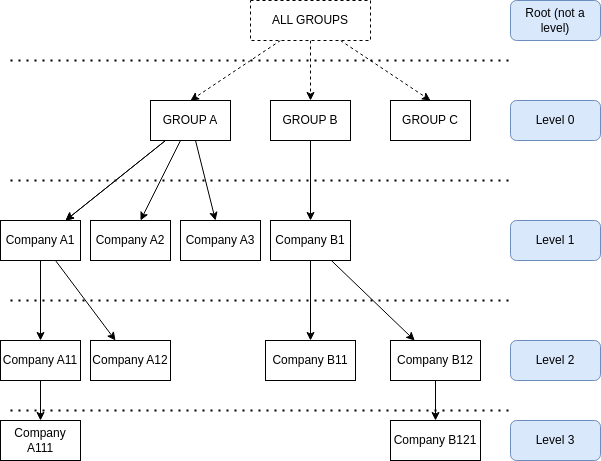 ALL GROUPS
Root (not a
level)
GROUP A
GROUP B
GROUP C
Level 0
Company A1
Company A2
Company A3
Company B1
Level 1
Company A11
Company A12
Company B11
Company B12
Level 2
Company
A111
Company B121
Level 3